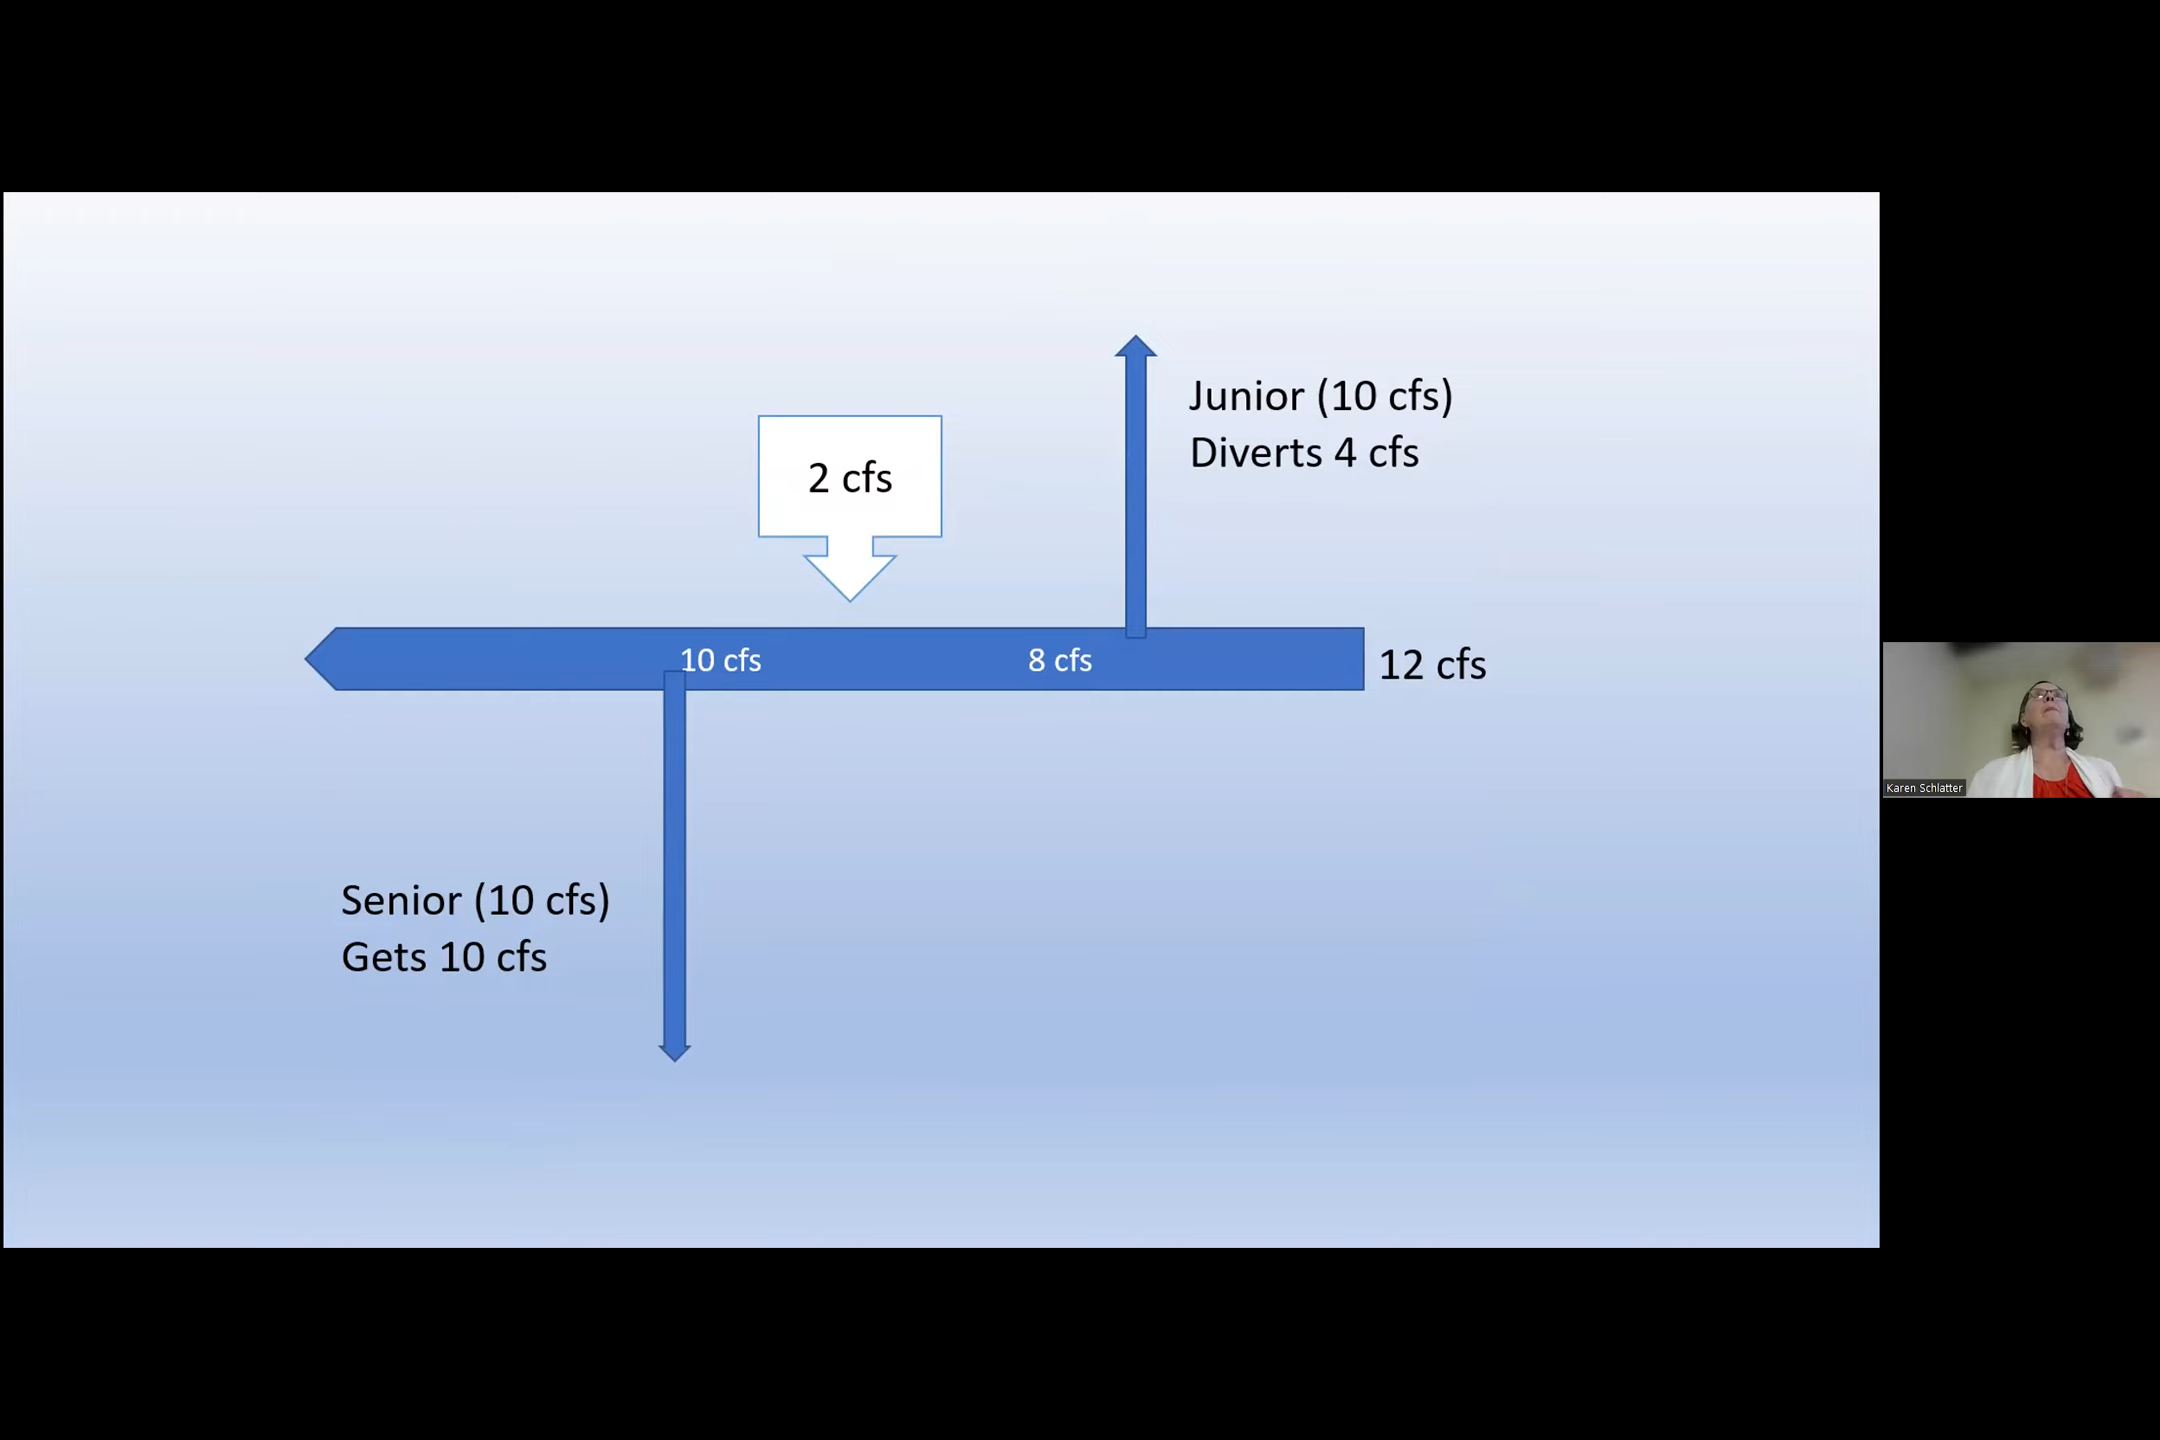 Junior (10 cfs)
Diverts 4 cfs
2 cfs
10 cfs
8 cfs
12 cfs
Senior (10 cfs)
Gets 10 cfs
Karen Schlatter